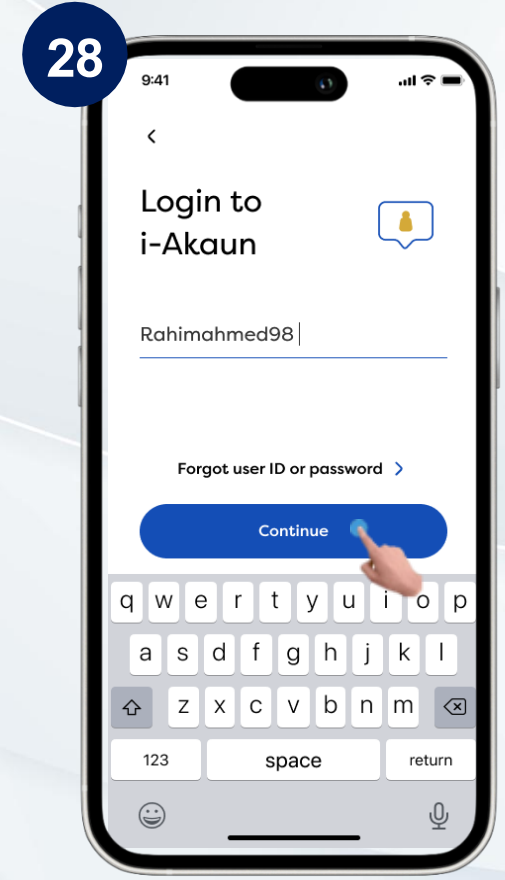 28
9:41
Login to
i-Akaun
Rahimahmed98
Forgot user ID or password
Continue
q w e r t y u i o p
a s d f g h j k l
z x c v b n m
123 space return